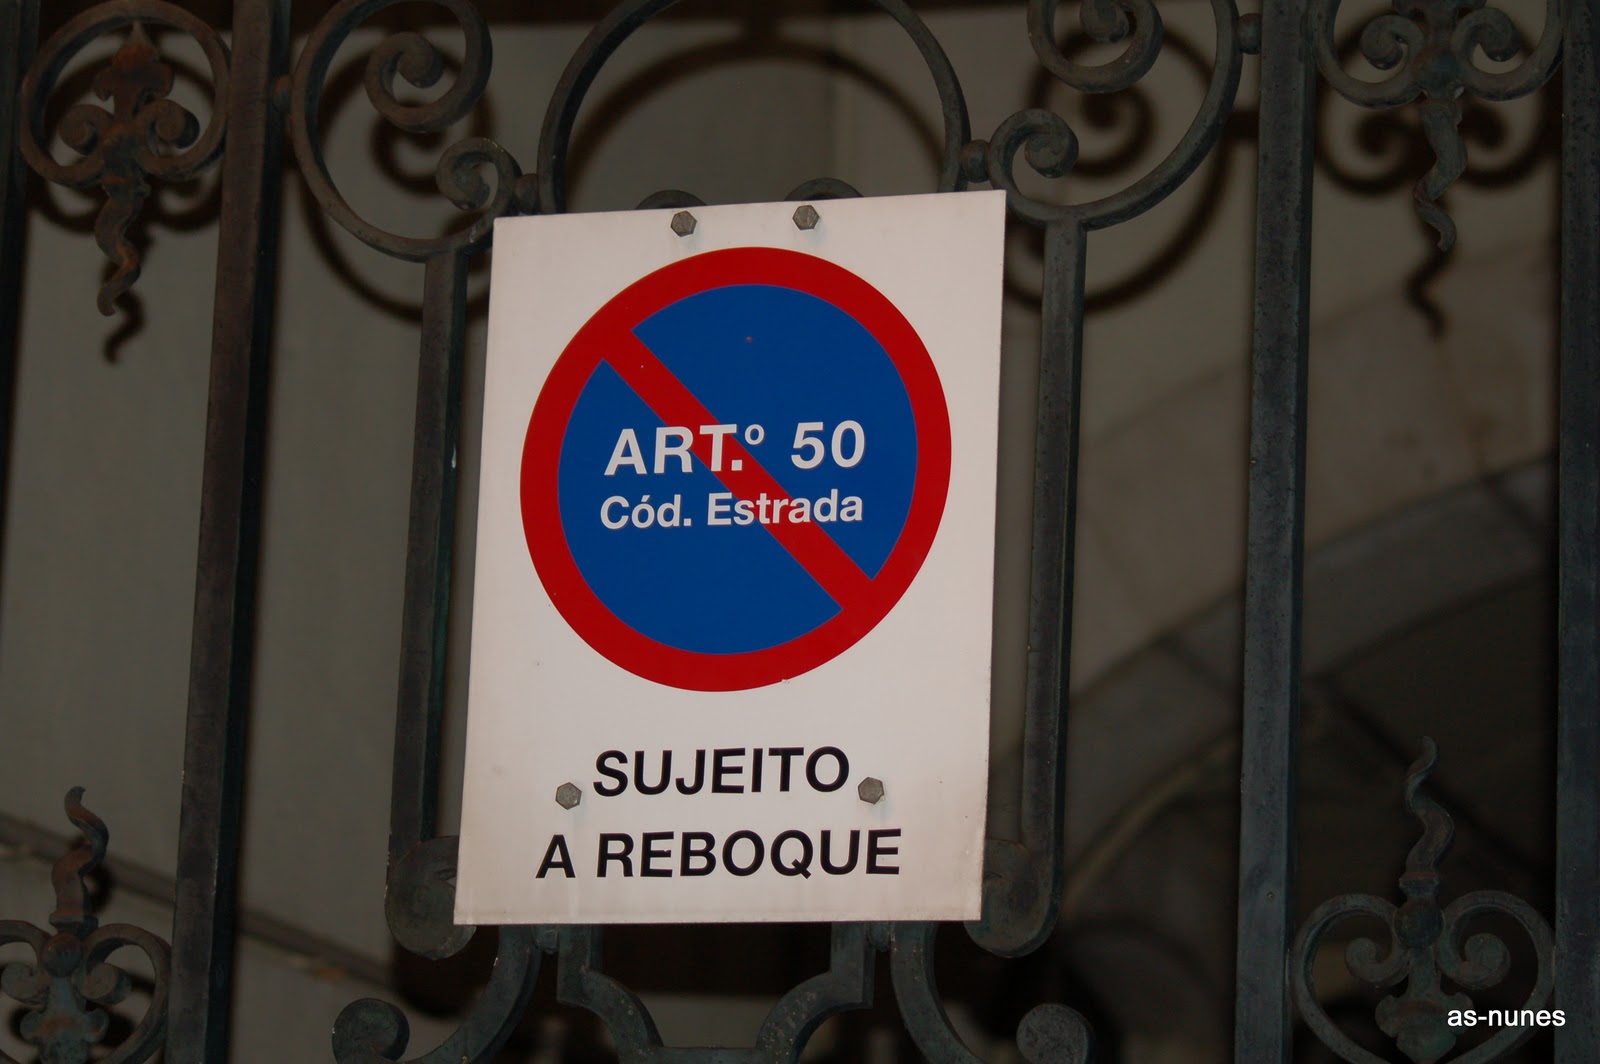 ART.º 50
Cód. Estrada
SUJEITO
A REBOQUE
as-nunes